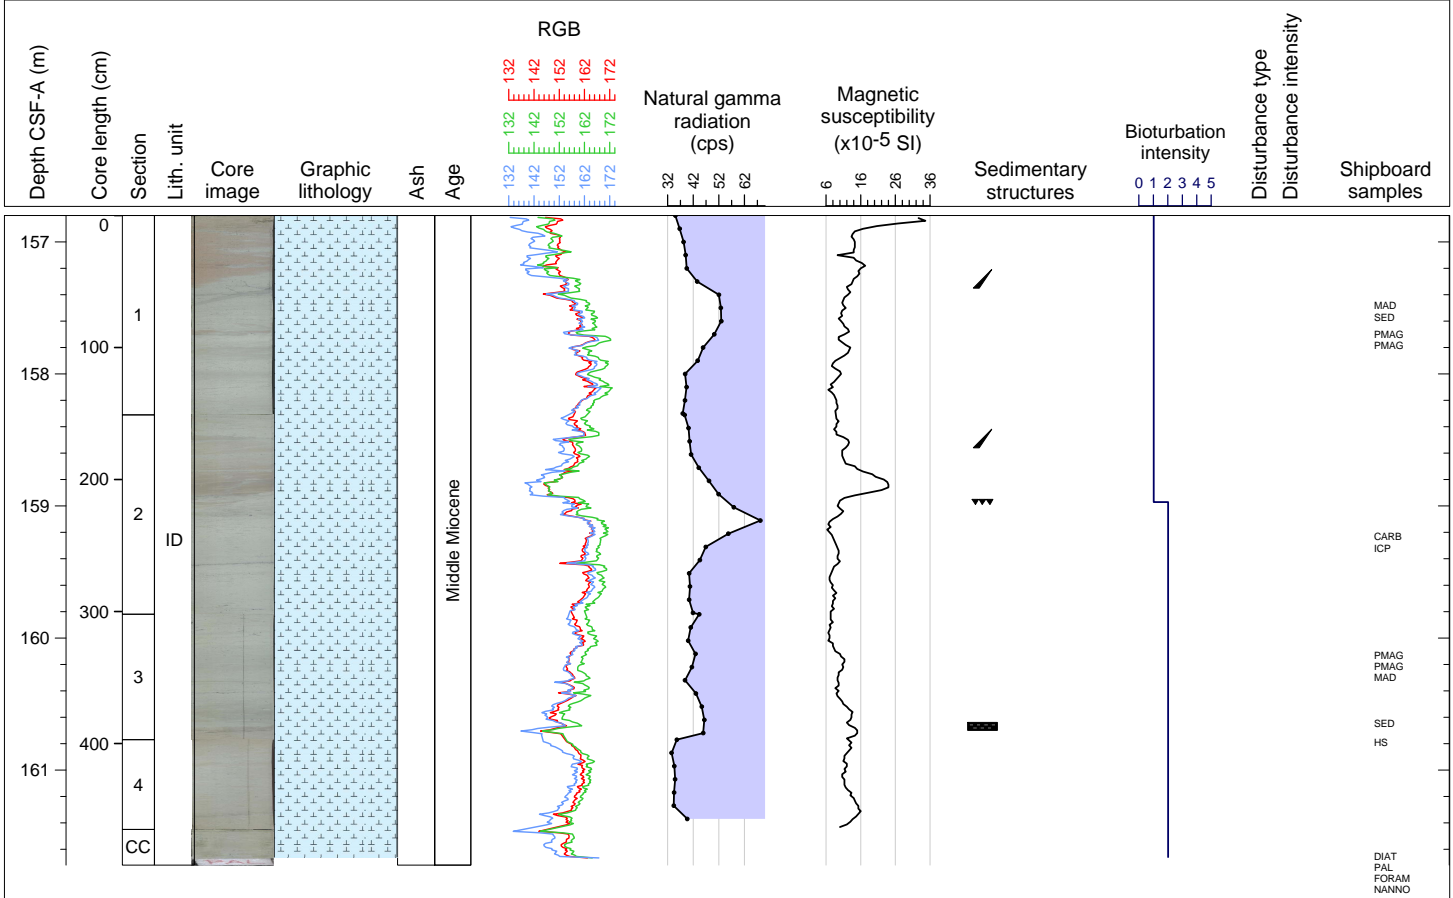 Depth CSF-A (m)
Core length (cm)
Section
Lith. unit
Core
image
Graphic
lithology
Ash
Age
RGB
132 142 152 162 172
132 142 152 162 172
132 142 152 162 172
Natural gamma
radiation
(cps)
32 42 52 62
Magnetic
susceptibility
(x10-5 SI)
6 16 26 36
Sedimentary
structures
Bioturbation
intensity
0 1 2 3 4 5
Disturbance type
Disturbance intensity
Shipboard
samples
0
157
MAD
1
SED
PMAG
100
PMAG
158
200
159
2
ID
CARB
ICP
Middle Miocene
300
160
PMAG
PMAG
3
MAD
SED
400
HS
161
4
CC
DIAT
PAL
FORAM
NANNO